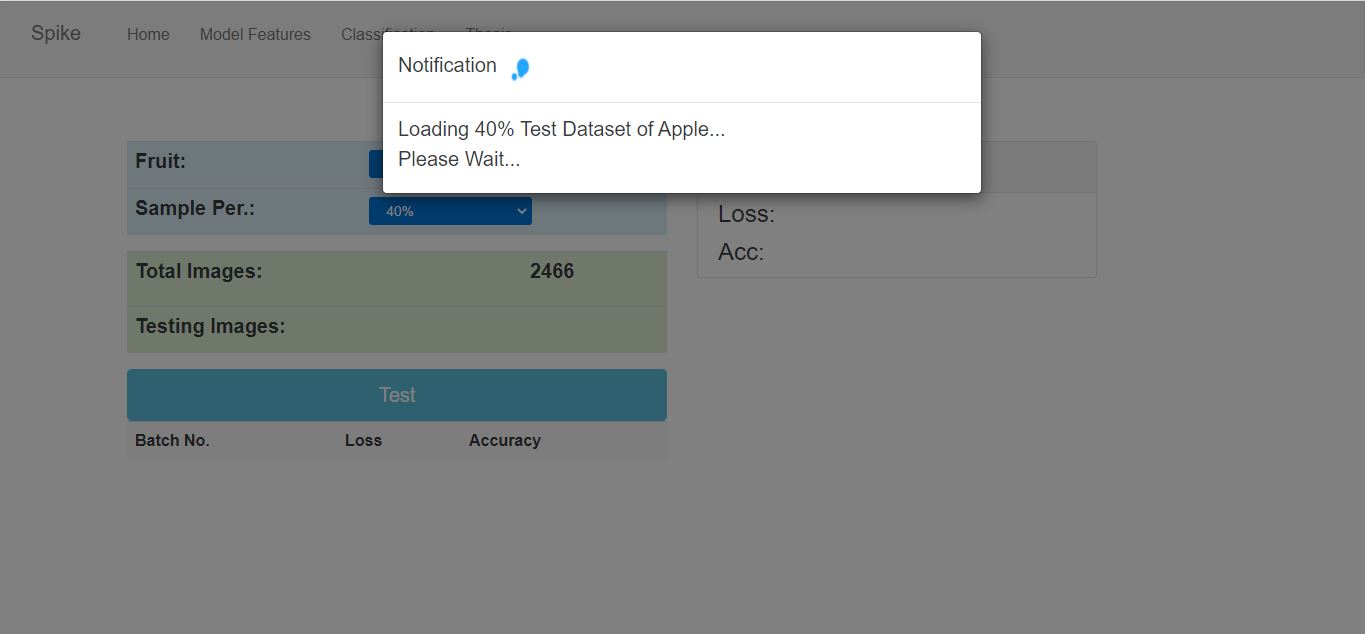 Spike Home Model Features Classification Thesis
Notification
Loading 40% Test Dataset of Apple...
Please Wait...
Fruit:
Sample Per.: 40%
Loss:
Acc:
Total Images: 2466
Testing Images:
Test
Batch No. Loss Accuracy